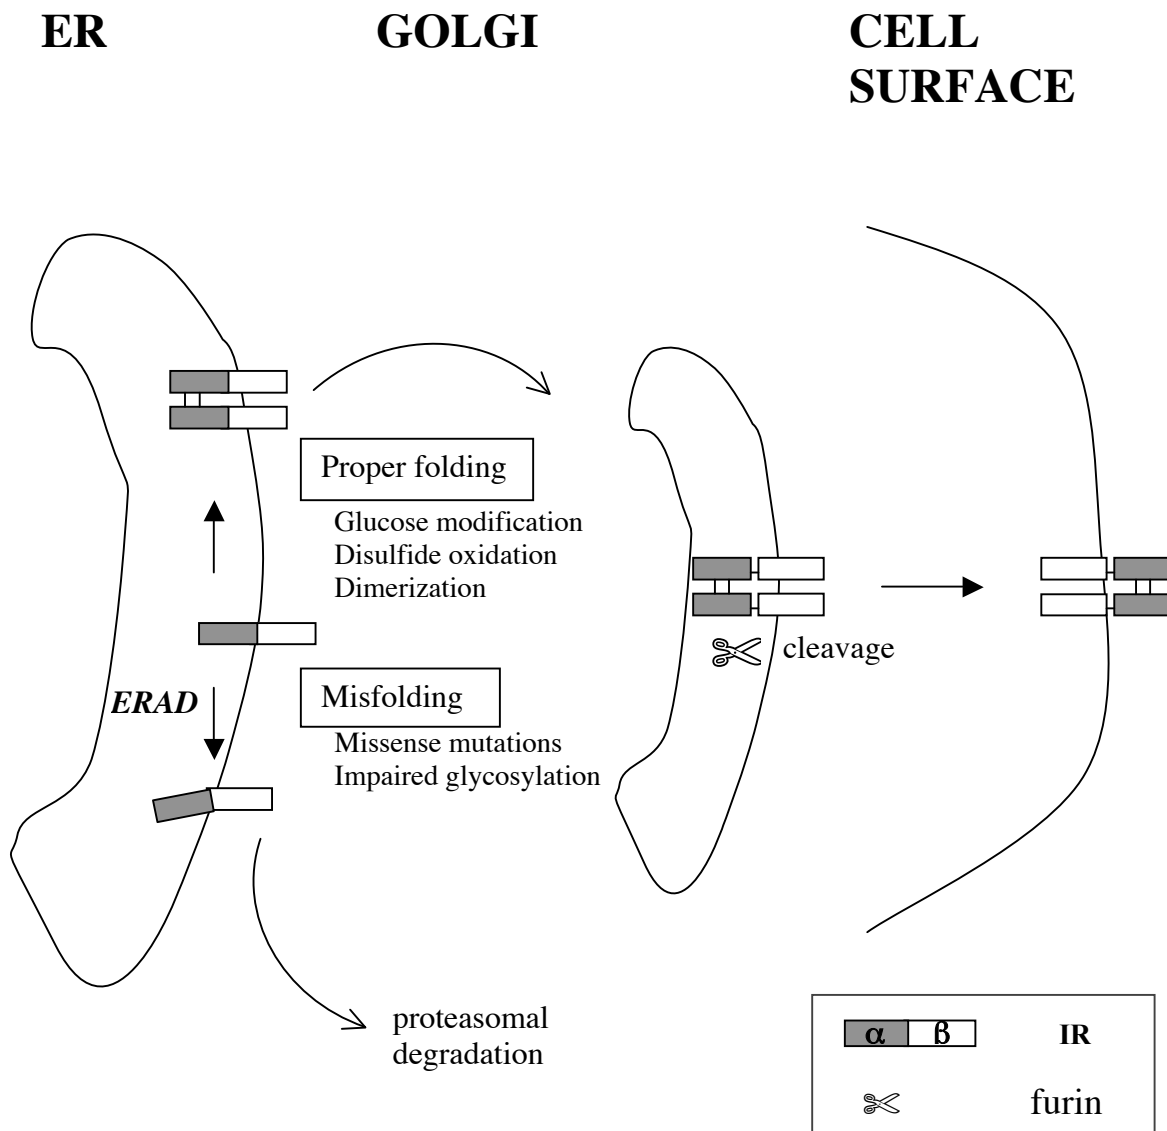 ER
GOLGI
CELL
SURFACE
Proper folding
Glucose modification
Disulfide oxidation
Dimerization
ERAD
Misfolding
Missense mutations
Impaired glycosylation
cleavage
proteasomal
degradation
α β IR
furin